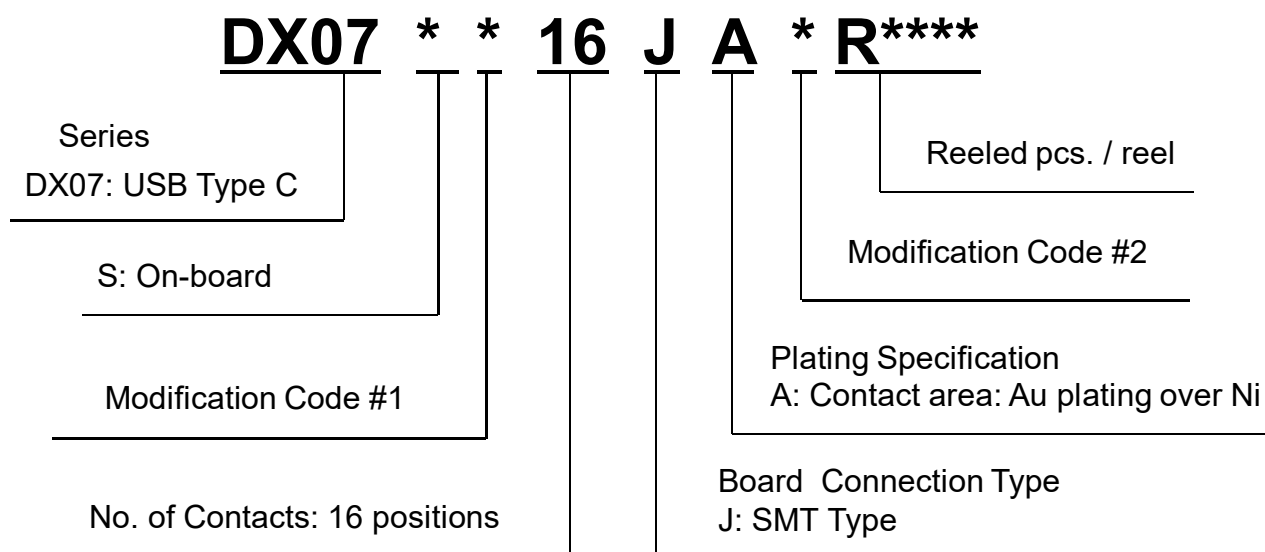 DX07 * * 16 J A * R****
Series
DX07: USB Type C
Reeled pcs. / reel
S: On-board
Modification Code #2
Modification Code #1
Plating Specification
A: Contact area: Au plating over Ni
No. of Contacts: 16 positions
Board Connection Type
J: SMT Type